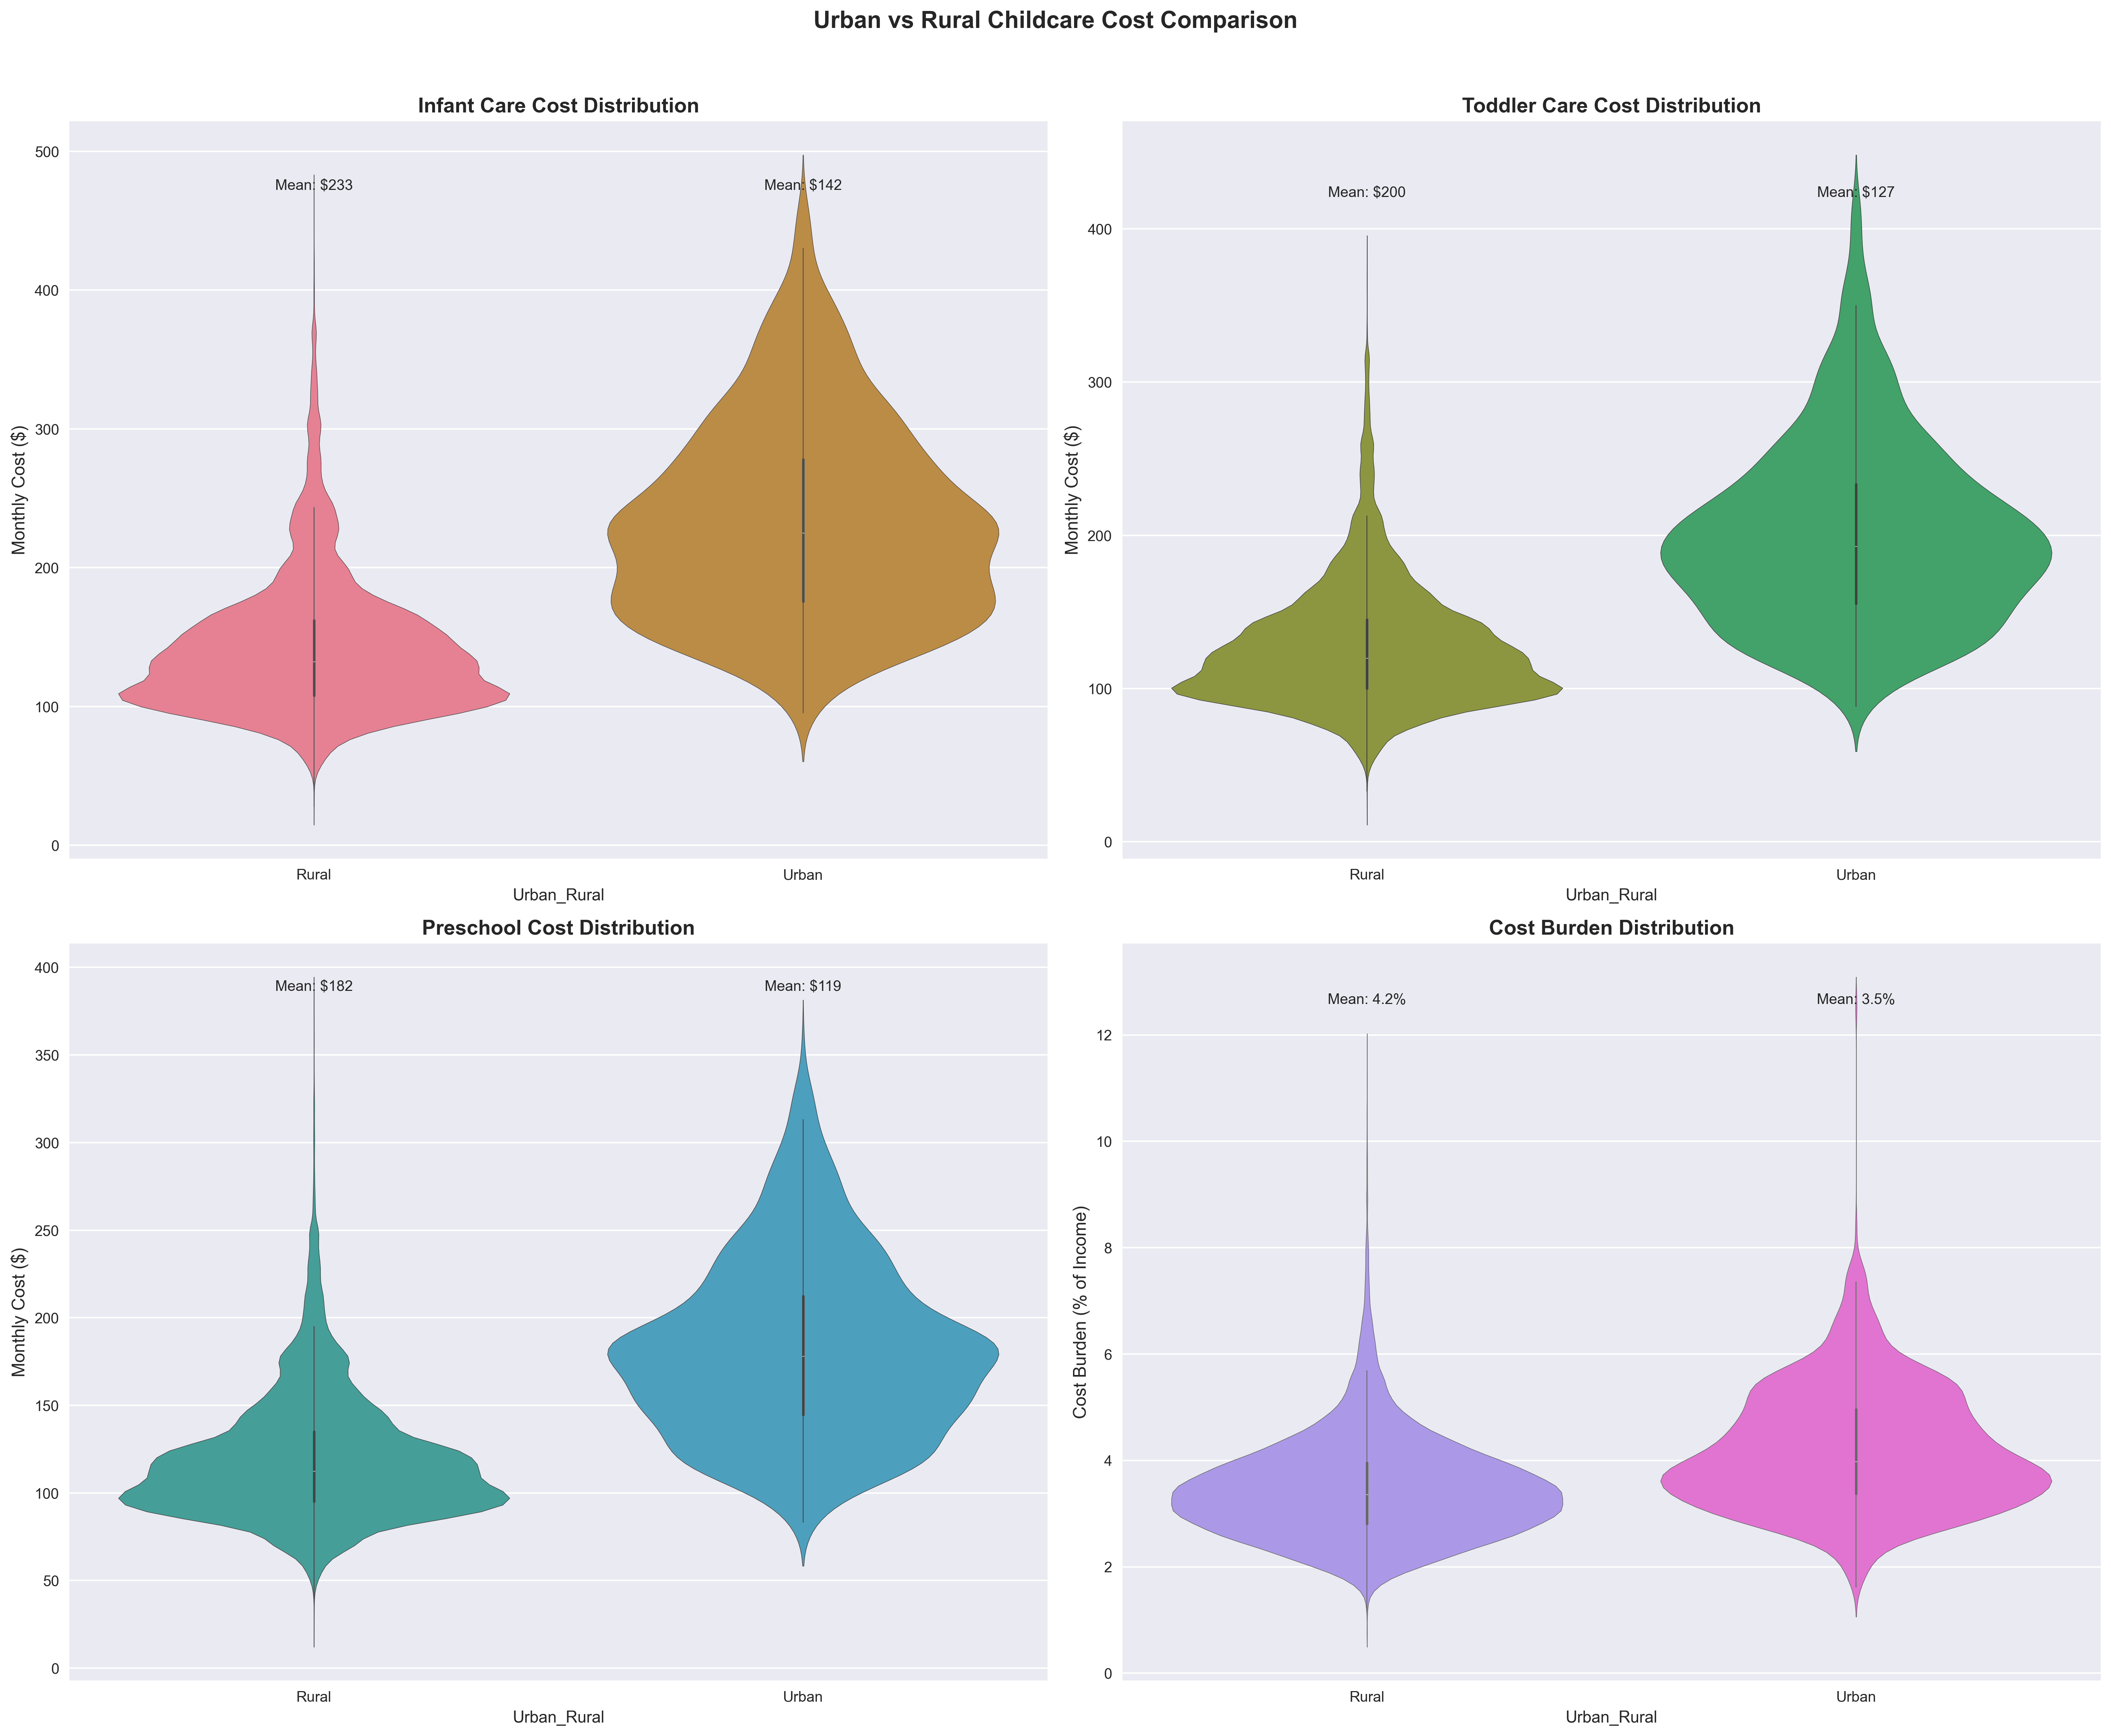 Urban vs Rural Childcare Cost Comparison
Infant Care Cost Distribution
Monthly Cost ($)
500
400
300
200
100
0
Mean: $233
Mean: $142
Rural
Urban
Urban_Rural
Toddler Care Cost Distribution
Monthly Cost ($)
400
300
200
100
0
Mean: $200
Mean: $127
Rural
Urban
Urban_Rural
Preschool Cost Distribution
Monthly Cost ($)
400
350
300
250
200
150
100
50
0
Mean: $182
Mean: $119
Rural
Urban
Urban_Rural
Cost Burden Distribution
Cost Burden (% of Income)
12
10
8
6
4
2
0
Mean: 4.2%
Mean: 3.5%
Rural
Urban
Urban_Rural